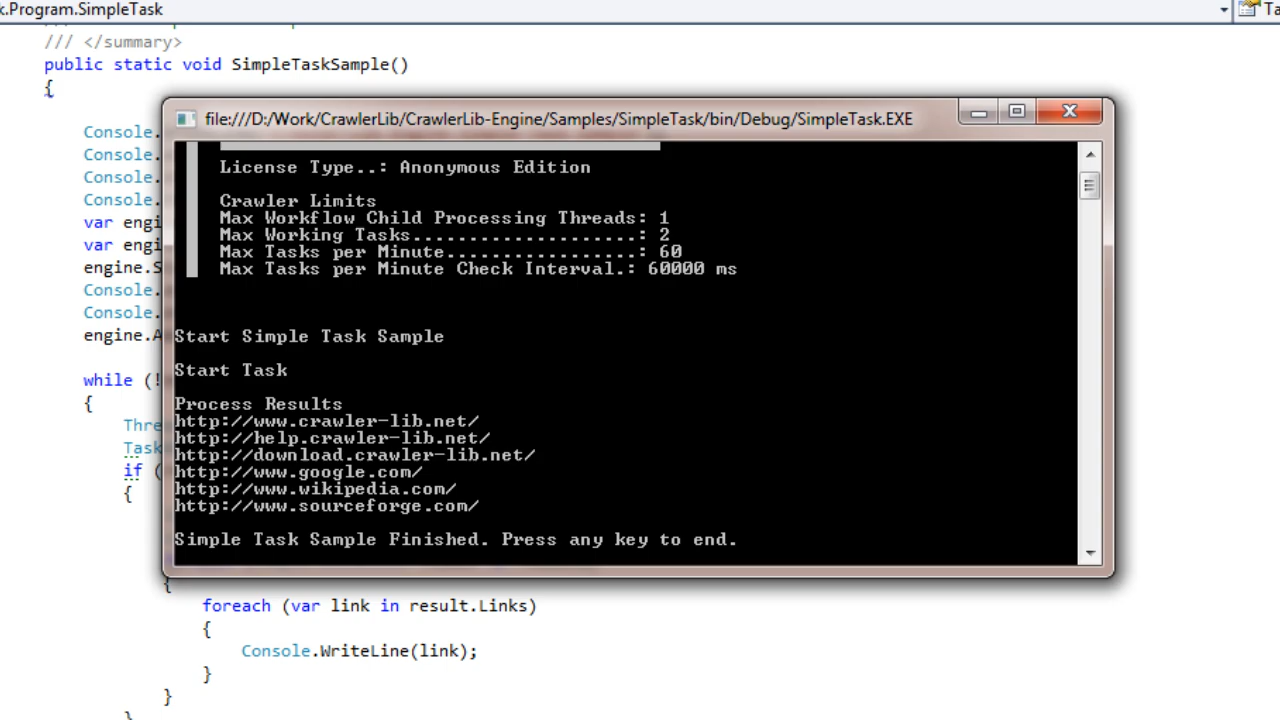 k.Program.SimpleTask
Ta
/// </summary>
public static void SimpleTaskSample()
{
file:///D:/Work/CrawlerLib/CrawlerLib-Engine/Samples/SimpleTask/bin/Debug/SimpleTask.EXE
License Type..: Anonymous Edition
Crawler Limits
Max Workflow Child Processing Threads: 1
Max Working Tasks....................: 2
Max Tasks per Minute.................: 60
Max Tasks per Minute Check Interval.: 60000 ms
Start Simple Task Sample
Start Task
Process Results
http://www.crawler-lib.net/
http://help.crawler-lib.net/
http://download.crawler-lib.net/
http://www.google.com/
http://www.wikipedia.com/
http://www.sourceforge.com/
Simple Task Sample Finished. Press any key to end.
Console.
Console.
Console.
Console.
var engi
var engi
engine.S
Console.
Console.
engine.A
while (!
{
Thre
Task
if (
{
{
foreach (var link in result.Links)
{
Console.WriteLine(link);
}
}
}